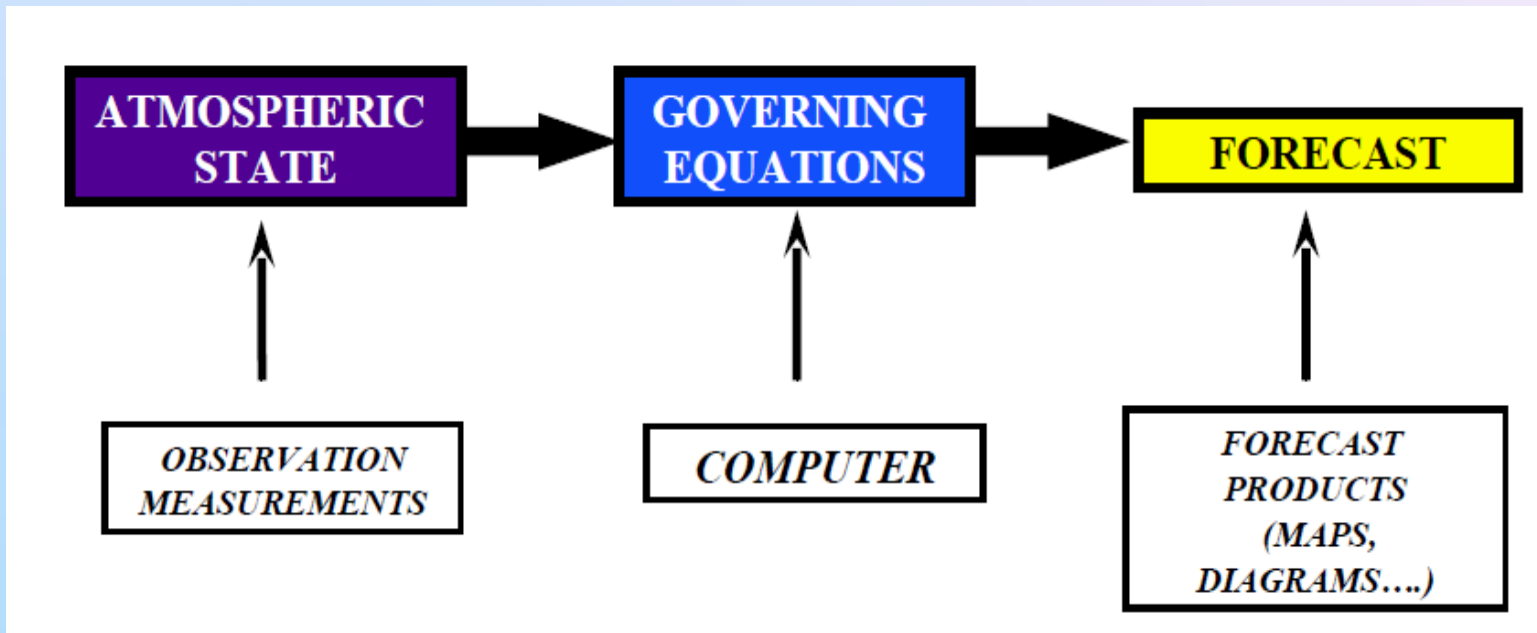 ATMOSPHERIC
STATE
GOVERNING
EQUATIONS
FORECAST
OBSERVATION
MEASUREMENTS
COMPUTER
FORECAST
PRODUCTS
(MAPS,
DIAGRAMS….)